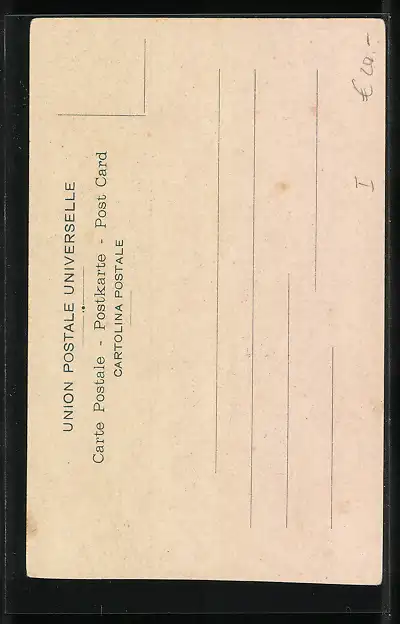 UNION POSTALE UNIVERSELLE
Carte Postale - Postkarte - Post Card
CARTOLINA POSTALE
I